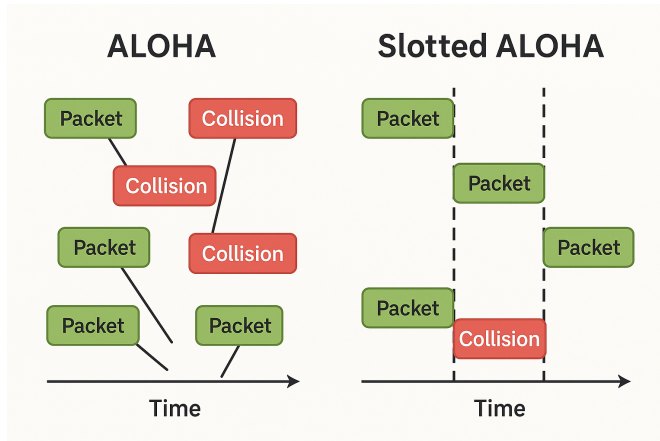 ALOHA
Packet
Collision
Collision
Packet
Collision
Packet
Packet
Time
Slotted ALOHA
Packet
Packet
Packet
Packet
Collision
Time